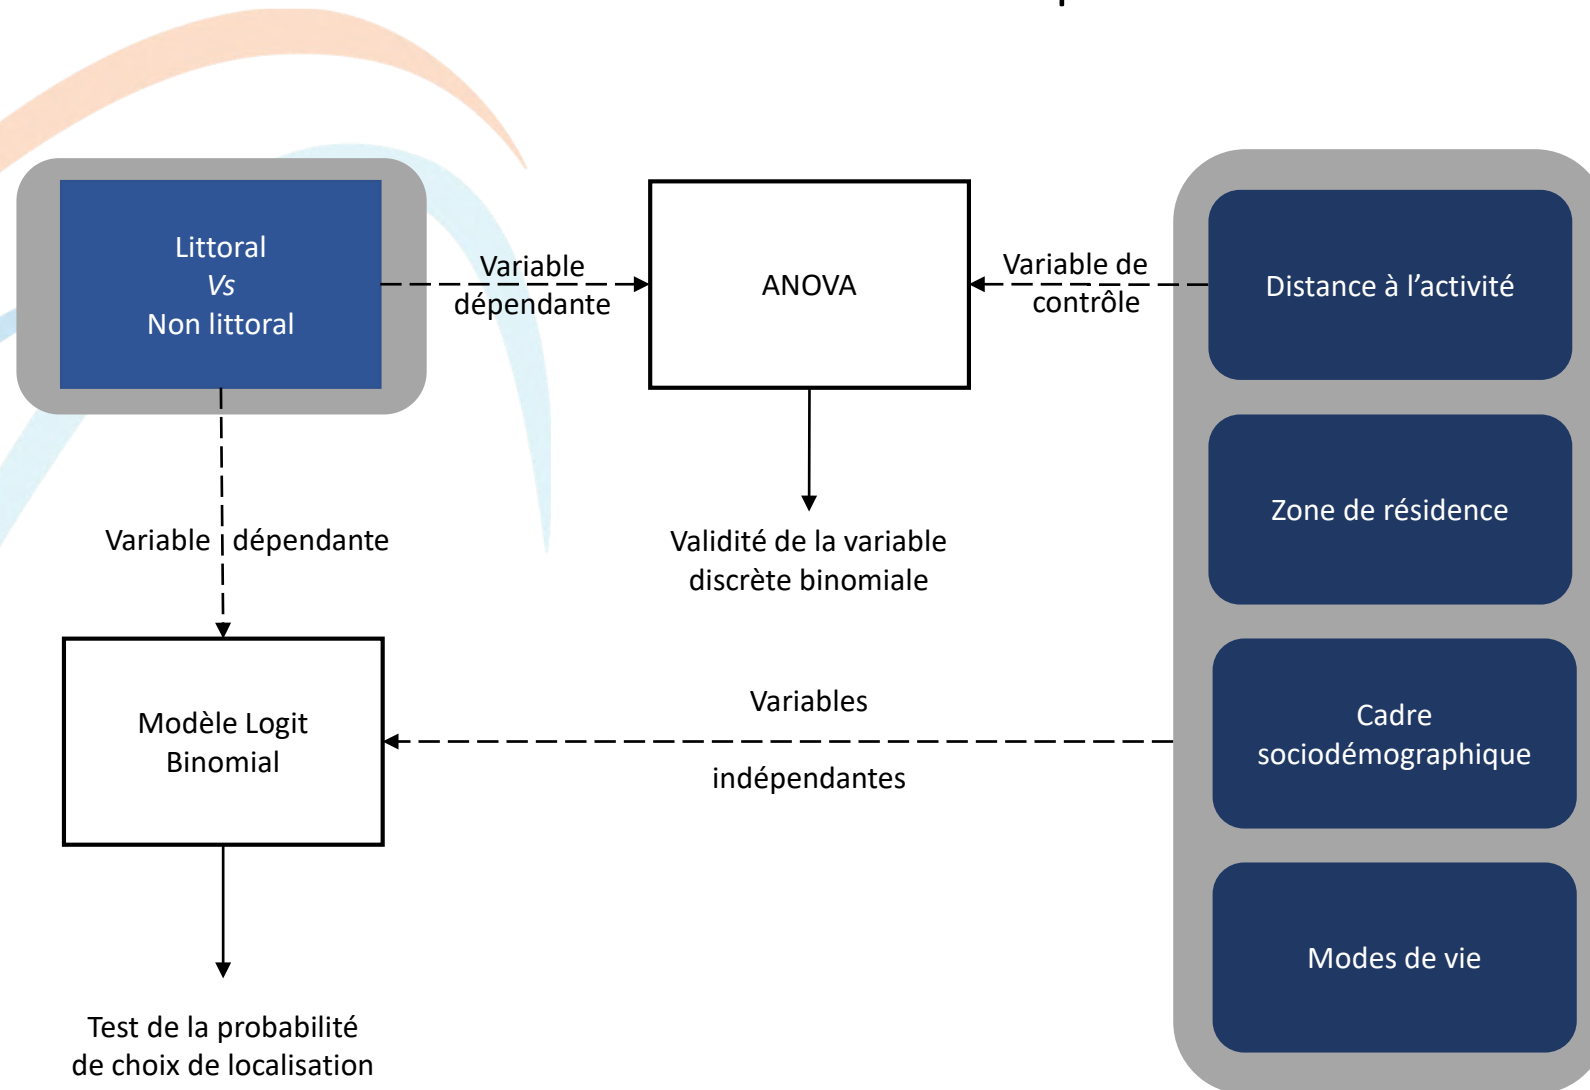 Littoral
Vs
Non littoral
Variable
dépendante
ANOVA
Variable de
contrôle
Distance à l’activité
Zone de résidence
Variable dépendante
Validité de la variable
discrète binomiale
Modèle Logit
Binomial
Variables
indépendantes
Cadre
sociodémographique
Modes de vie
Test de la probabilité
de choix de localisation